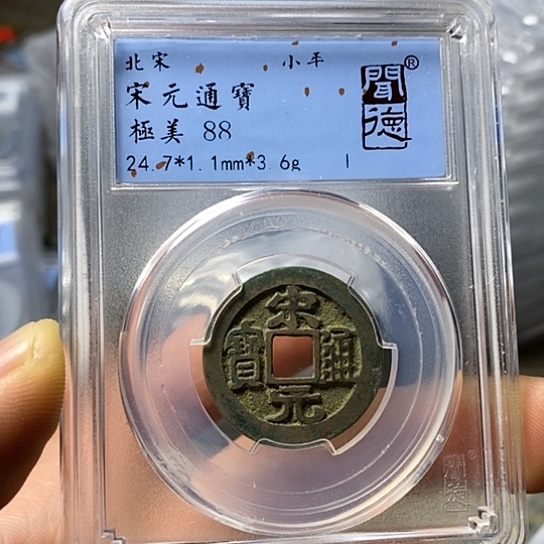 北宋 小平
宋元通寶
極美 88
24.7*1.1mm*3.6g
聞德®
宋元通寶